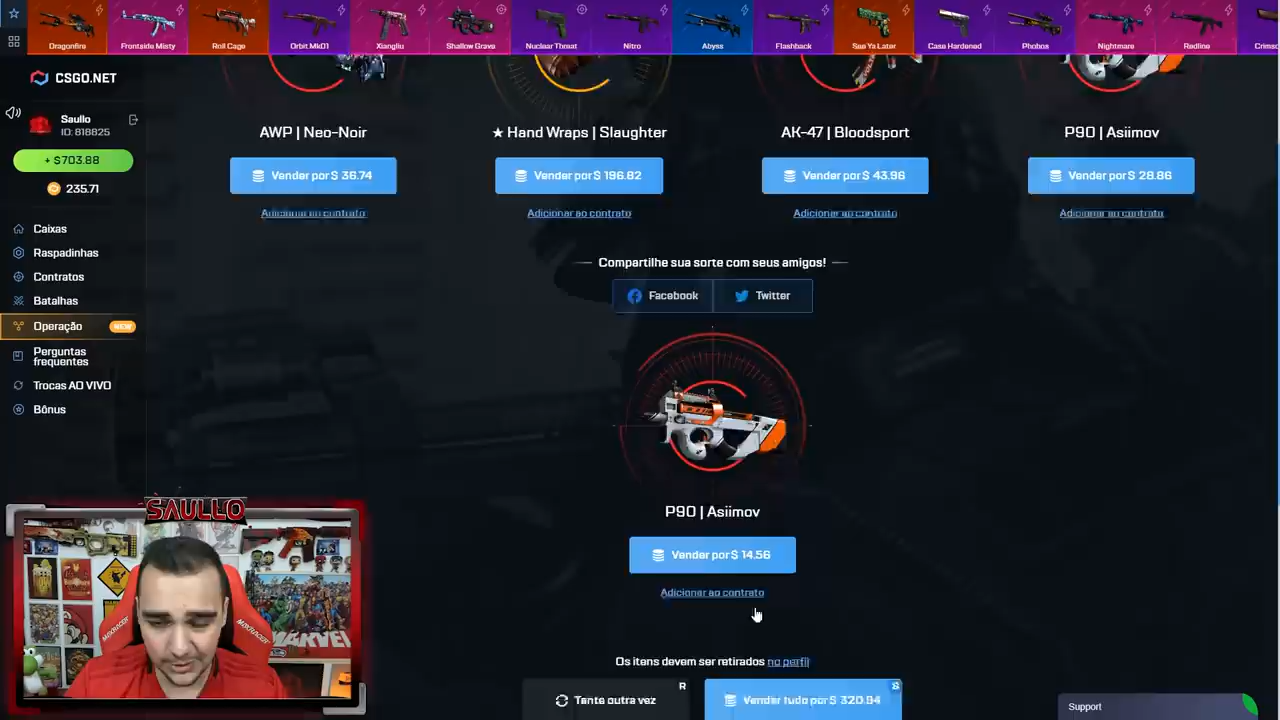 Dragonfire
Frontside Misty
Roll Cage
Orbit Mk01
Xiangliu
Shallow Grave
Nuclear Threat
Nitro
Abyss
Flashback
See Ya Later
Case Hardened
Phobos
Nightmare
Redline
CSGO.NET
Saullo
ID: 818825
+ $703.88
235.71
Caixas
Raspadinhas
Contratos
Batalhas
Operação
NEW
Perguntas
frequentes
Trocas AO VIVO
Bônus
AWP | Neo-Noir
★ Hand Wraps | Slaughter
AK-47 | Bloodsport
P90 | Asiimov
Vender por $ 36.74
Vender por $ 196.82
Vender por $ 43.96
Vender por $ 28.86
Adicionar ao contrato
Adicionar ao contrato
Adicionar ao contrato
Adicionar ao contrato
Compartilhe sua sorte com seus amigos!
Facebook
Twitter
P90 | Asiimov
Vender por $ 14.56
Adicionar ao contrato
Os itens devem ser retirados no perfil
Tente outra vez
R
Vender tudo por $ 320.94
S
Support
SAULLO
MARVEL
MAXRACER
MAXRACER